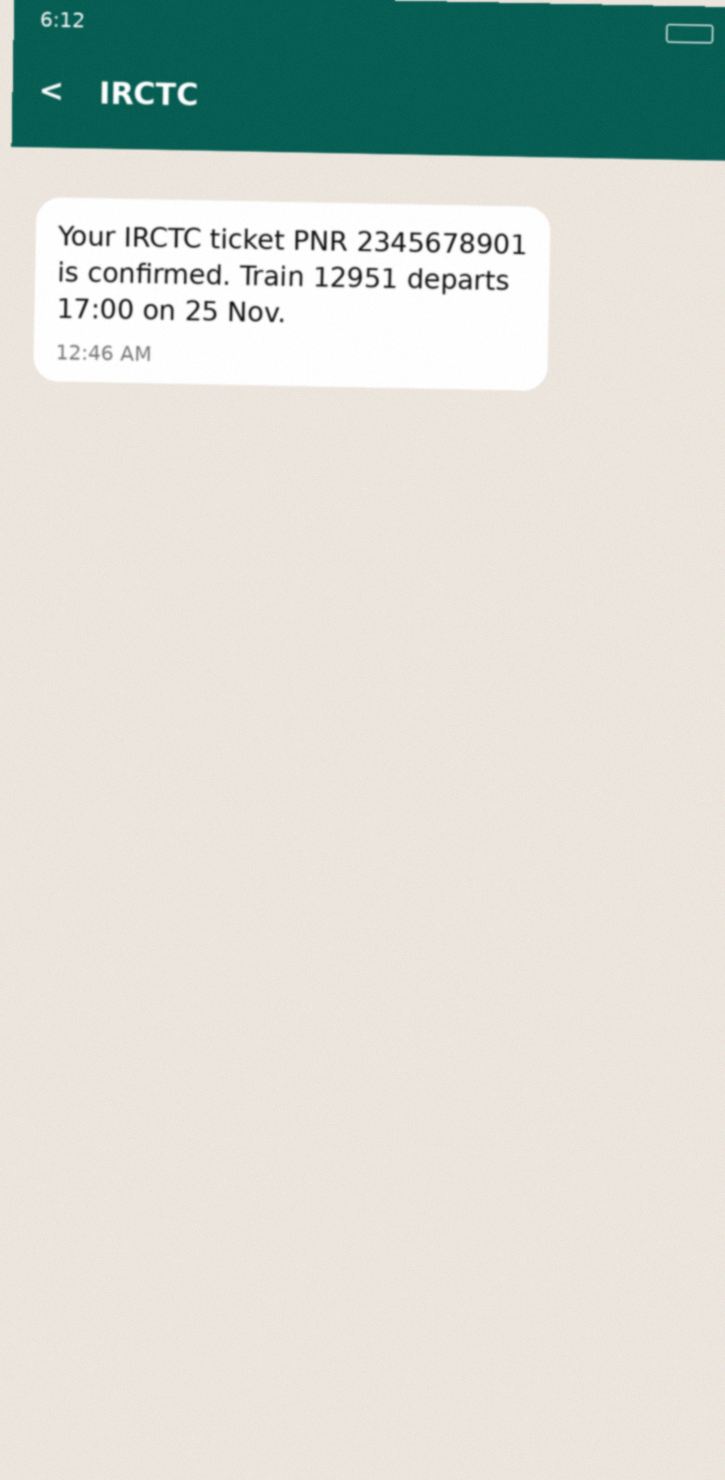 6:12
< IRCTC
Your IRCTC ticket PNR 2345678901
is confirmed. Train 12951 departs
17:00 on 25 Nov.
12:46 AM